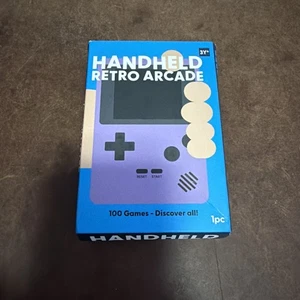 3Y+
HANDHELD
RETRO ARCADE
100 Games - Discover all!
1pc
HANDHELD